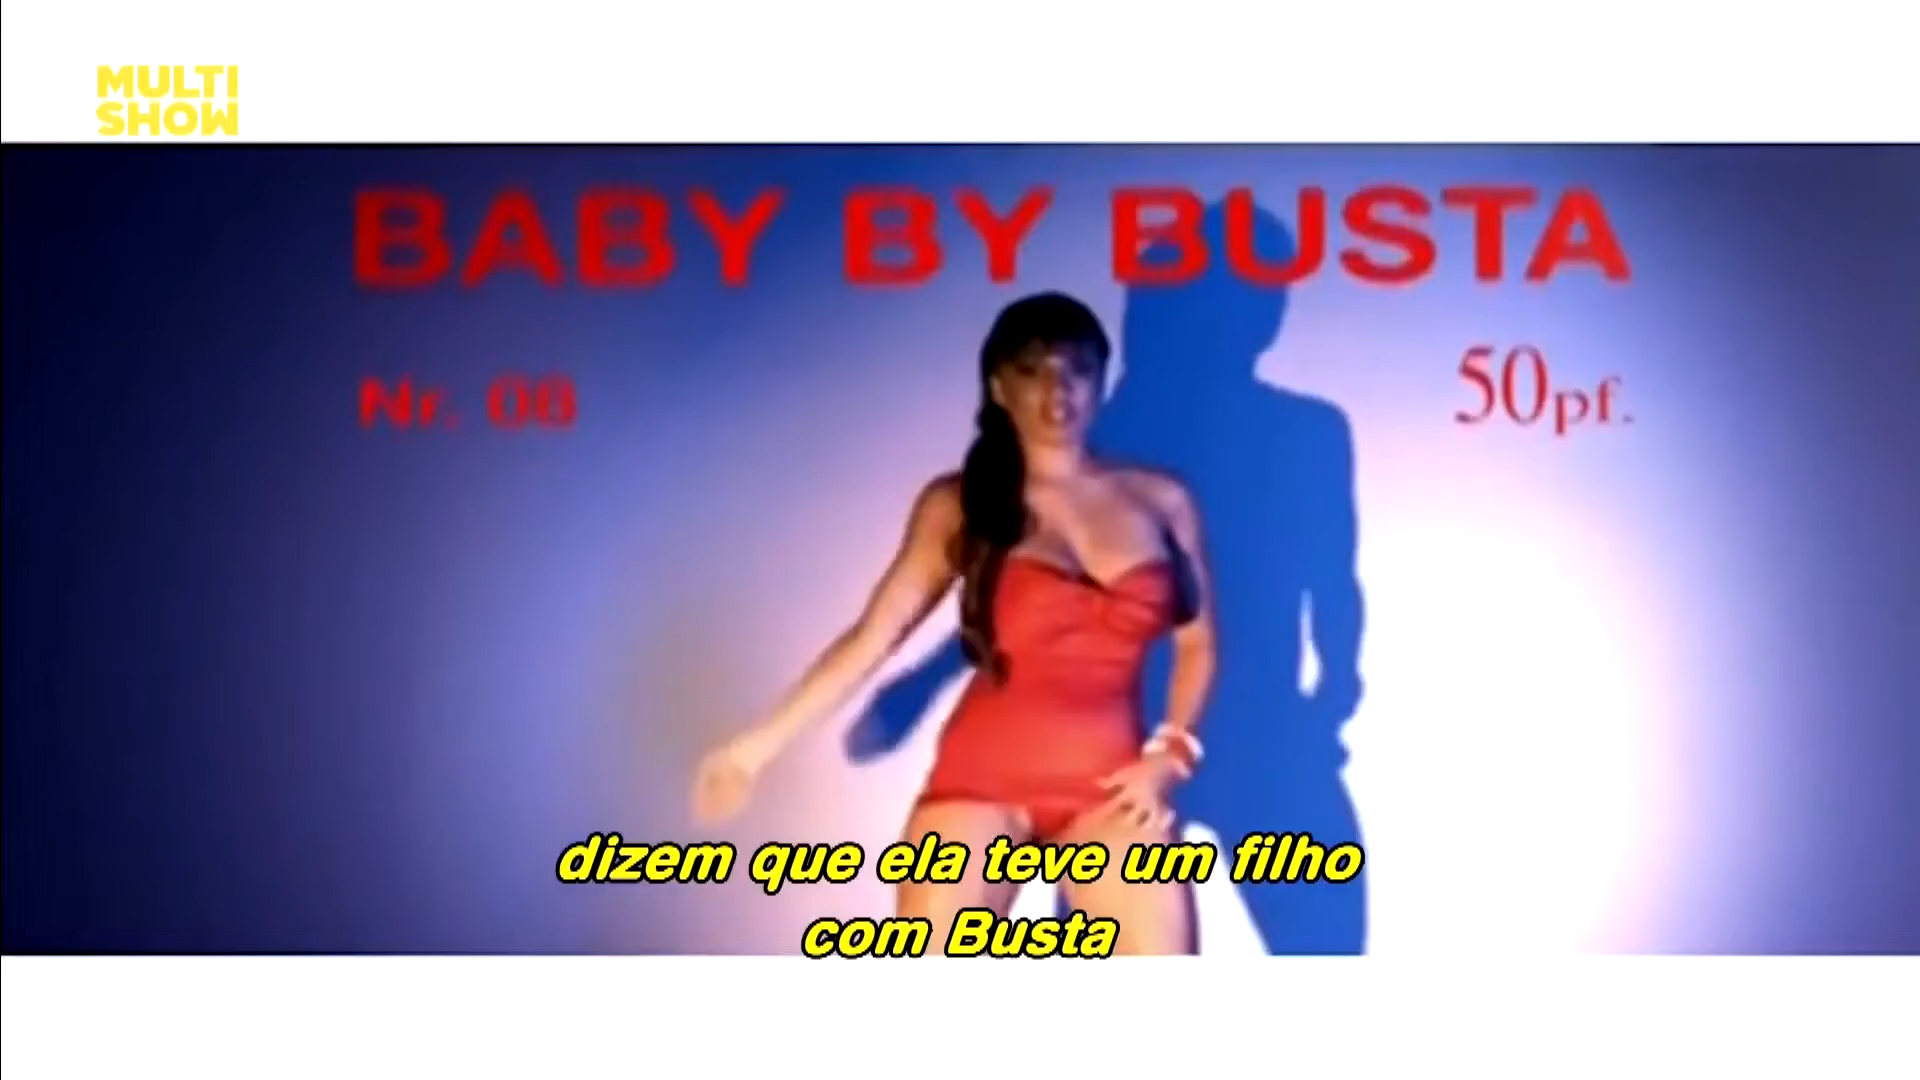 MULTI
SHOW
BABY BY BUSTA
Nr. 08
50pf.
dizem que ela teve um filho
com Busta